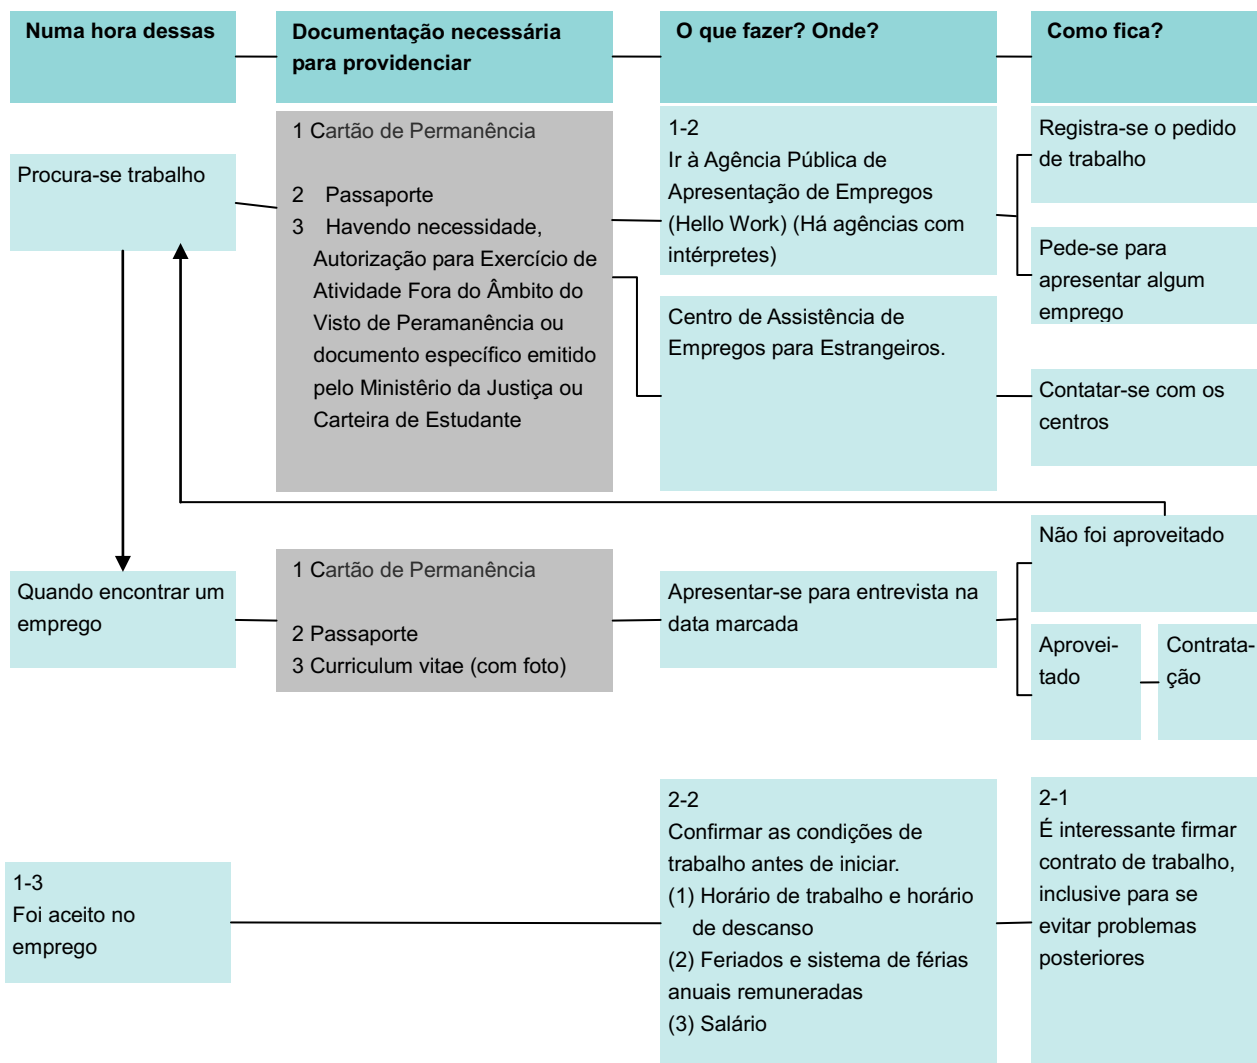 Numa hora dessas
Documentação necessária
para providenciar
O que fazer? Onde?
Como fica?
Procura-se trabalho
1 Cartão de Permanência
2 Passaporte
3 Havendo necessidade,
Autorização para Exercício de
Atividade Fora do Âmbito do
Visto de Peramanência ou
documento específico emitido
pelo Ministêrio da Justiça ou
Carteira de Estudante
1-2
Ir à Agência Pública de
Apresentação de Empregos
(Hello Work) (Há agências com
intérpretes)
Registra-se o pedido
de trabalho
Pede-se para
apresentar algum
emprego
Centro de Assistência de
Empregos para Estrangeiros.
Contatar-se com os
centros
Quando encontrar um
emprego
1 Cartão de Permanência
2 Passaporte
3 Curriculum vitae (com foto)
Apresentar-se para entrevista na
data marcada
Não foi aproveitado
Aprovei-
tado
Contrata-
ção
1-3
Foi aceito no
emprego
2-2
Confirmar as condições de
trabalho antes de iniciar.
(1) Horário de trabalho e horário
de descanso
(2) Feriados e sistema de férias
anuais remuneradas
(3) Salário
2-1
É interessante firmar
contrato de trabalho,
inclusive para se
evitar problemas
posteriores